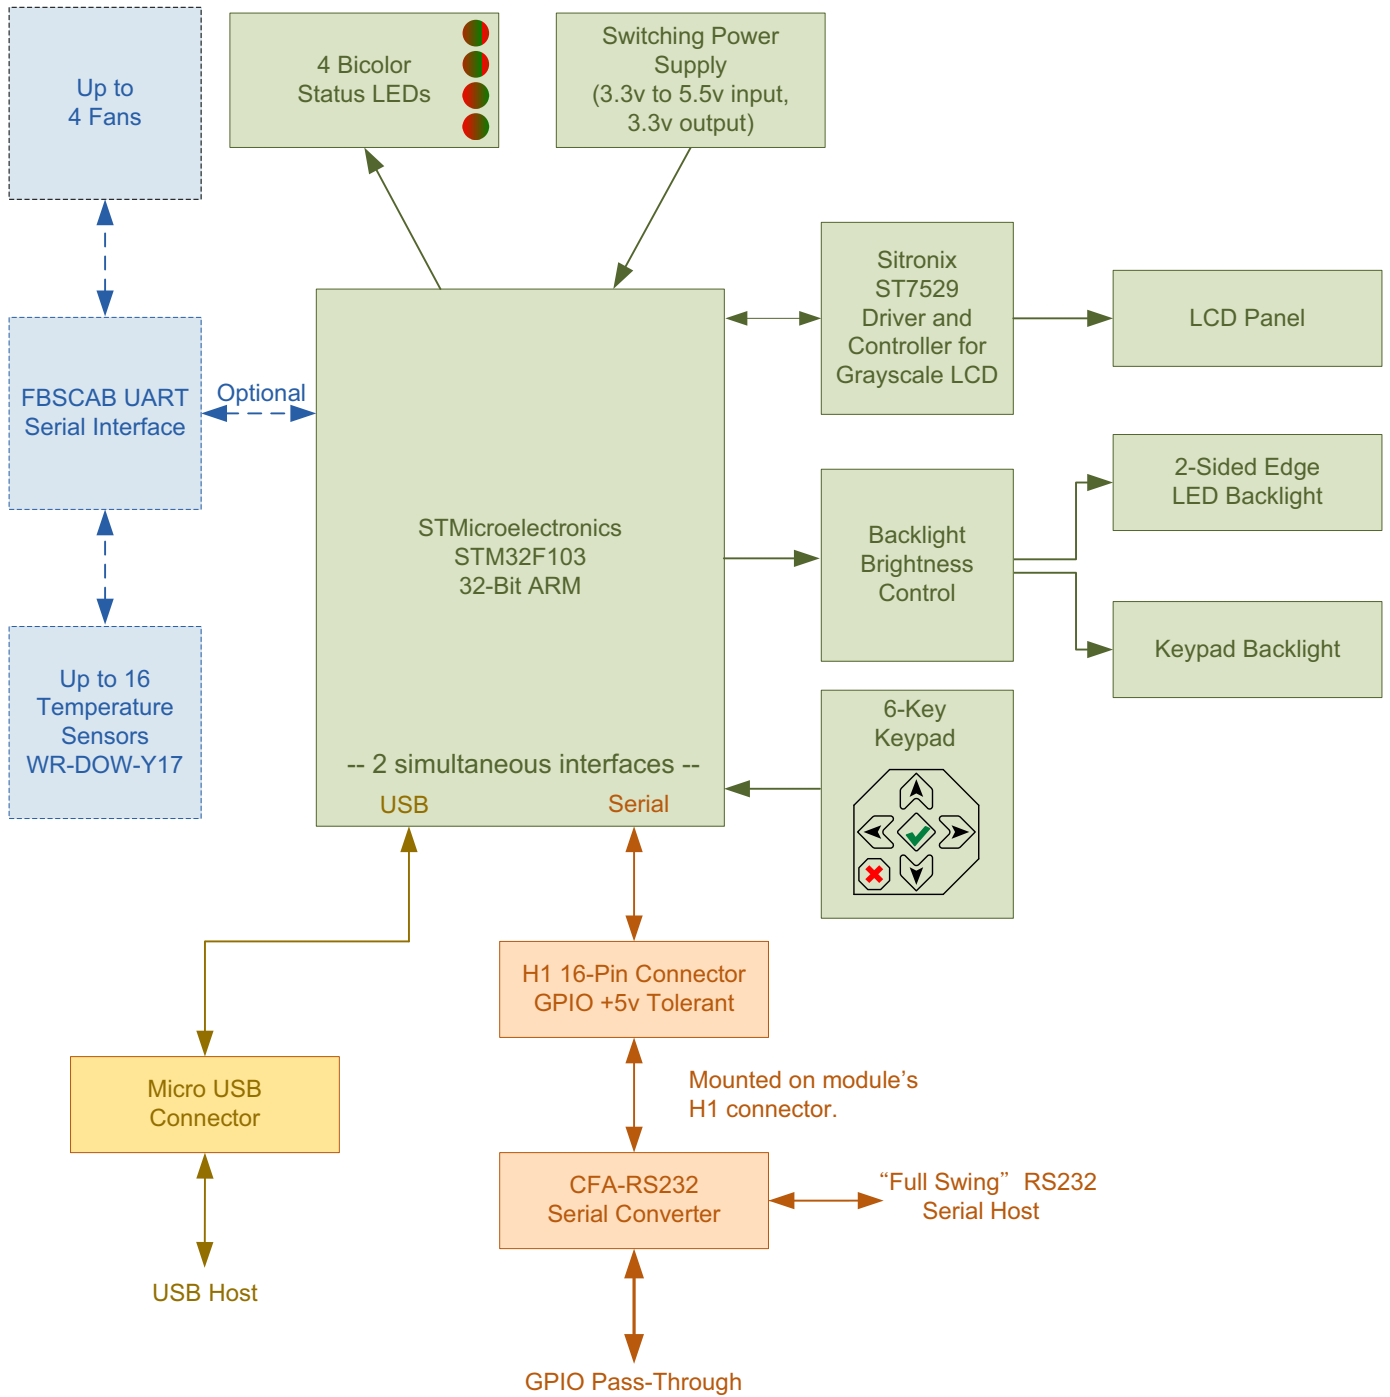 Up to
4 Fans
4 Bicolor
Status LEDs
Switching Power
Supply
(3.3v to 5.5v input,
3.3v output)
Sitronix
ST7529
Driver and
Controller for
Grayscale LCD
LCD Panel
FBSCAB UART
Serial Interface
Optional
2-Sided Edge
LED Backlight
STMicroelectronics
STM32F103
32-Bit ARM
Backlight
Brightness
Control
Keypad Backlight
Up to 16
Temperature
Sensors
WR-DOW-Y17
6-Key
Keypad
-- 2 simultaneous interfaces --
USB
Serial
H1 16-Pin Connector
GPIO +5v Tolerant
Micro USB
Connector
Mounted on module’s
H1 connector.
CFA-RS232
Serial Converter
“Full Swing” RS232
Serial Host
USB Host
GPIO Pass-Through